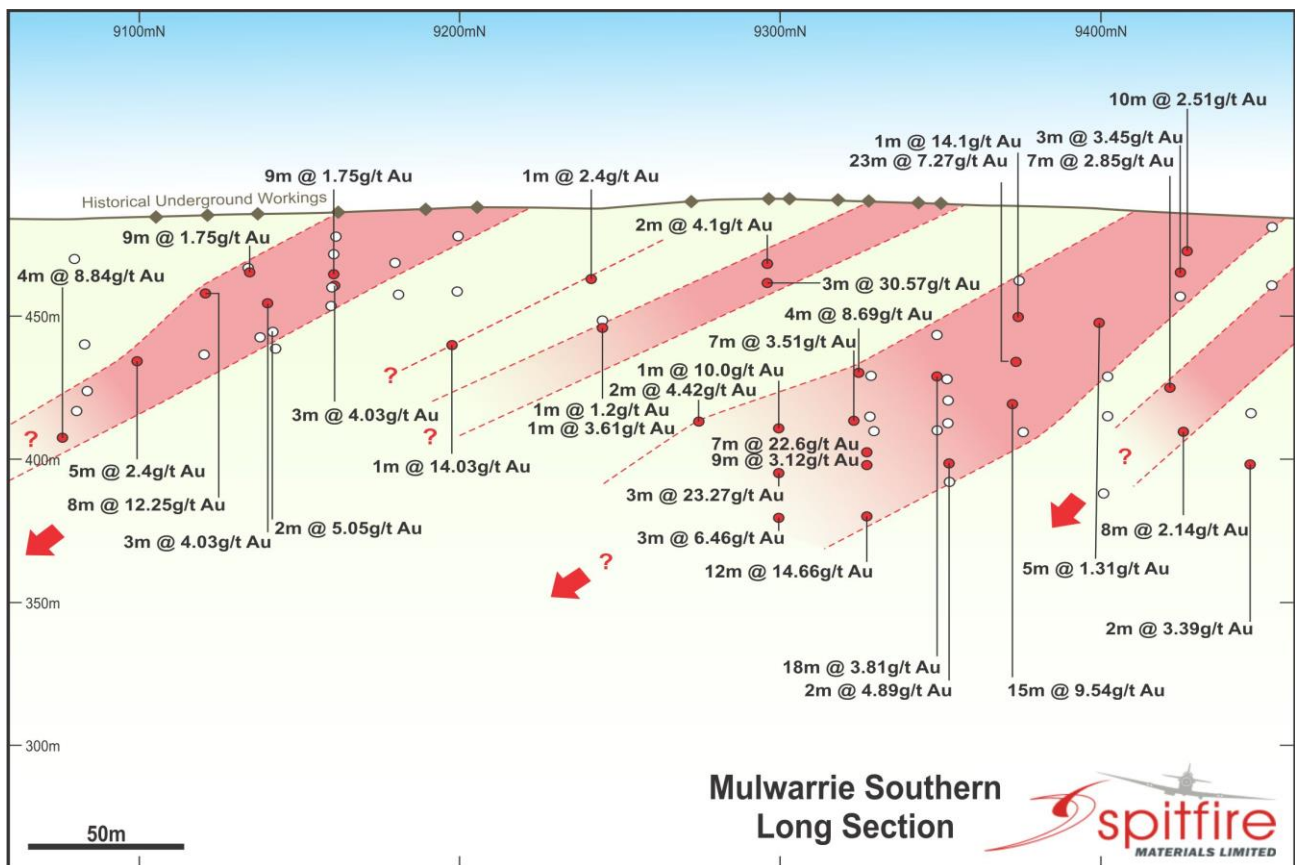 9100mN
9200mN
9300mN
9400mN
10m @ 2.51g/t Au
1m @ 14.1g/t Au
3m @ 3.45g/t Au
23m @ 7.27g/t Au
7m @ 2.85g/t Au
9m @ 1.75g/t Au
1m @ 2.4g/t Au
Historical Underground Workings
9m @ 1.75g/t Au
2m @ 4.1g/t Au
4m @ 8.84g/t Au
3m @ 30.57g/t Au
450m
4m @ 8.69g/t Au
7m @ 3.51g/t Au
?
1m @ 10.0g/t Au
2m @ 4.42g/t Au
3m @ 4.03g/t Au
1m @ 1.2g/t Au
?
?
1m @ 3.61g/t Au
7m @ 22.6g/t Au
?
400m
5m @ 2.4g/t Au
1m @ 14.03g/t Au
9m @ 3.12g/t Au
3m @ 23.27g/t Au
8m @ 12.25g/t Au
2m @ 5.05g/t Au
8m @ 2.14g/t Au
3m @ 4.03g/t Au
3m @ 6.46g/t Au
?
12m @ 14.66g/t Au
5m @ 1.31g/t Au
350m
2m @ 3.39g/t Au
18m @ 3.81g/t Au
2m @ 4.89g/t Au
15m @ 9.54g/t Au
300m
Mulwarrie Southern
Long Section
spitfire
MATERIALS LIMITED
50m